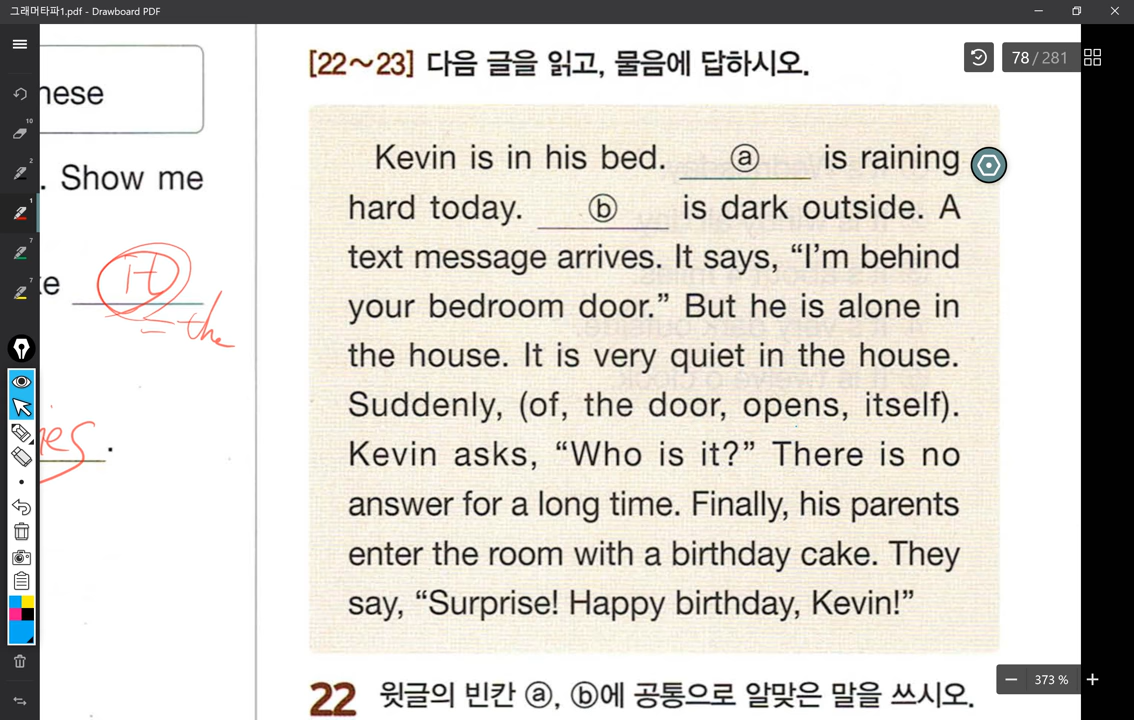 그래머타파1.pdf - Drawboard PDF
78 / 281
10
2
1
7
7
nese
. Show me
e it
= the
es .
[22~23] 다음 글을 읽고, 물음에 답하시오.
Kevin is in his bed. ⓐ is raining
hard today. ⓑ is dark outside. A
text message arrives. It says, “I’m behind
your bedroom door.” But he is alone in
the house. It is very quiet in the house.
Suddenly, (of, the door, opens, itself).
Kevin asks, “Who is it?” There is no
answer for a long time. Finally, his parents
enter the room with a birthday cake. They
say, “Surprise! Happy birthday, Kevin!”
22 윗글의 빈칸 ⓐ, ⓑ에 공통으로 알맞은 말을 쓰시오.
373 %